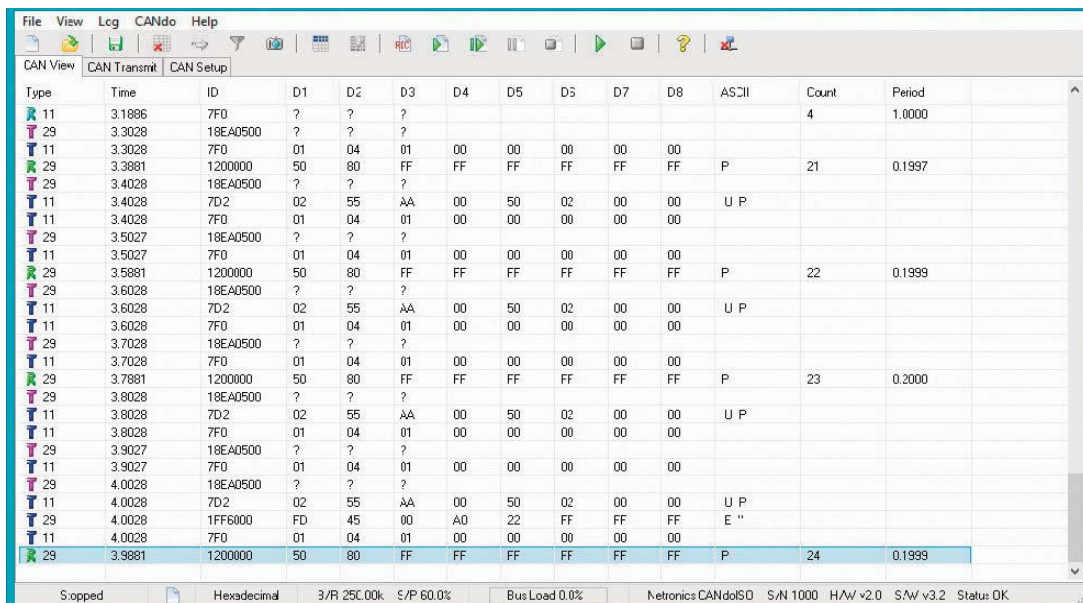 File View Log CANdo Help
REC
CAN View CAN Transmit CAN Setup
Type Time ID D1 D2 D3 D4 D5 D6 D7 D8 ASCII Count Period
R 11 3.1886 7F0 ? ? ? 4 1.0000
T 29 3.3028 18EA0500 ? ? ?
T 11 3.3028 7F0 01 04 01 00 00 00 00 00
R 29 3.3881 1200000 50 80 FF FF FF FF FF FF P 21 0.1997
T 29 3.4028 18EA0500 ? ? ?
T 11 3.4028 7D2 02 55 AA 00 50 02 00 00 U P
T 11 3.4028 7F0 01 04 01 00 00 00 00 00
T 29 3.5027 18EA0500 ? ? ?
T 11 3.5027 7F0 01 04 01 00 00 00 00 00
R 29 3.5881 1200000 50 80 FF FF FF FF FF FF P 22 0.1999
T 29 3.6028 18EA0500 ? ? ?
T 11 3.6028 7D2 02 55 AA 00 50 02 00 00 U P
T 11 3.6028 7F0 01 04 01 00 00 00 00 00
T 29 3.7028 18EA0500 ? ? ?
T 11 3.7028 7F0 01 04 01 00 00 00 00 00
R 29 3.7881 1200000 50 80 FF FF FF FF FF FF P 23 0.2000
T 29 3.8028 18EA0500 ? ? ?
T 11 3.8028 7D2 02 55 AA 00 50 02 00 00 U P
T 11 3.8028 7F0 01 04 01 00 00 00 00 00
T 29 3.9027 18EA0500 ? ? ?
T 11 3.9027 7F0 01 04 01 00 00 00 00 00
T 29 4.0028 18EA0500 ? ? ?
T 11 4.0028 7D2 02 55 AA 00 50 02 00 00 U P
T 29 4.0028 1FF6000 FD 45 00 A0 22 FF FF FF E "
T 11 4.0028 7F0 01 04 01 00 00 00 00 00
R 29 3.9881 1200000 50 80 FF FF FF FF FF FF P 24 0.1999
Stopped Hexadecimal B/R 250.00k S/P 60.0% Bus Load 0.0% Netronics CANdoISO S/N 1000 H/W v2.0 S/W v3.2 Status OK